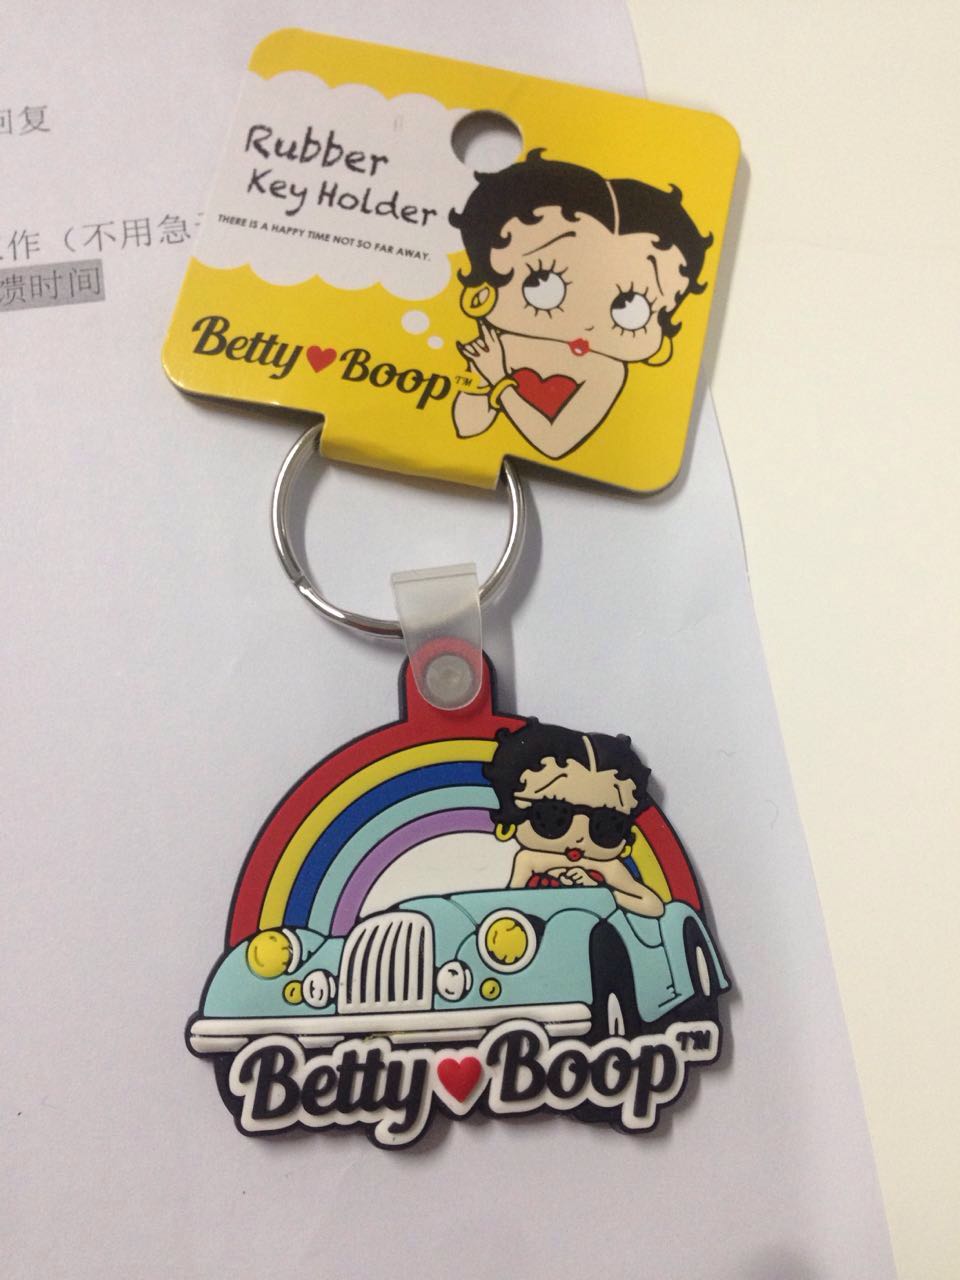 回复
作（不用急
馈时间
Rubber
Key Holder
THERE IS A HAPPY TIME NOT SO FAR AWAY.
Betty♥Boop™
Betty♥Boop™